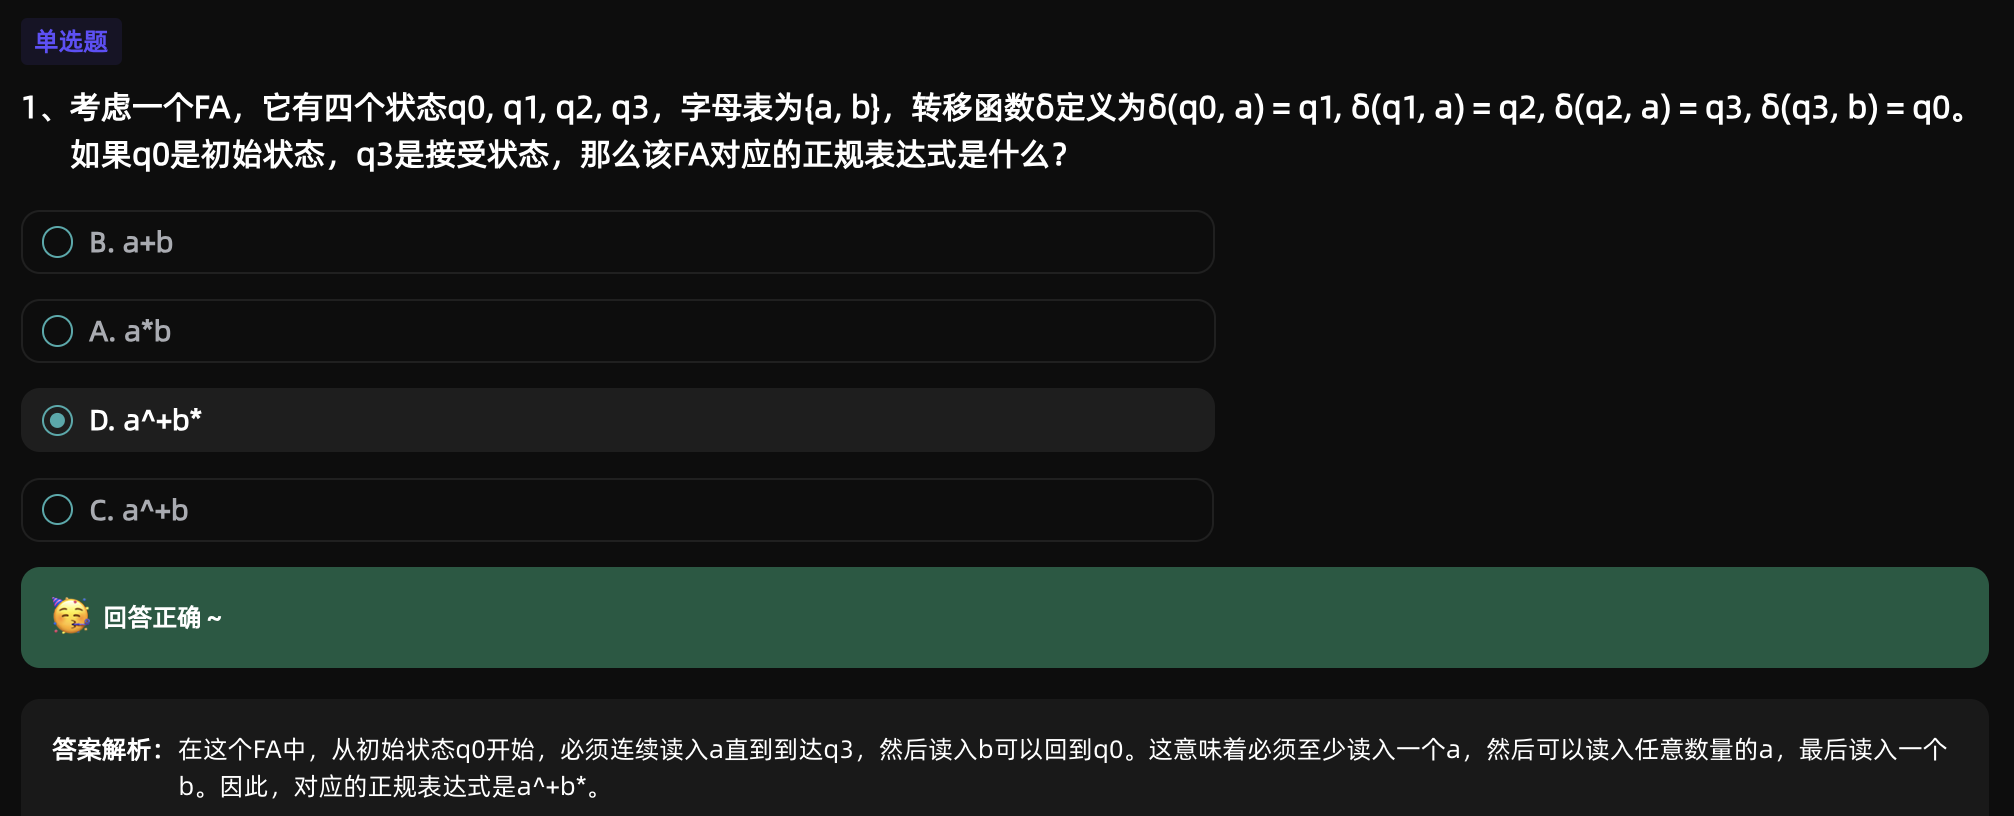 单选题
1、考虑一个FA，它有四个状态q0, q1, q2, q3，字母表为{a, b}，转移函数δ定义为δ(q0, a) = q1, δ(q1, a) = q2, δ(q2, a) = q3, δ(q3, b) = q0。
如果q0是初始状态，q3是接受状态，那么该FA对应的正规表达式是什么？
B. a+b
A. a*b
D. a^+b*
C. a^+b
回答正确 ~
答案解析：在这个FA中，从初始状态q0开始，必须连续读入a直到到达q3，然后读入b可以回到q0。这意味着必须至少读入一个a，然后可以读入任意数量的a，最后读入一个
b。因此，对应的正规表达式是a^+b*。